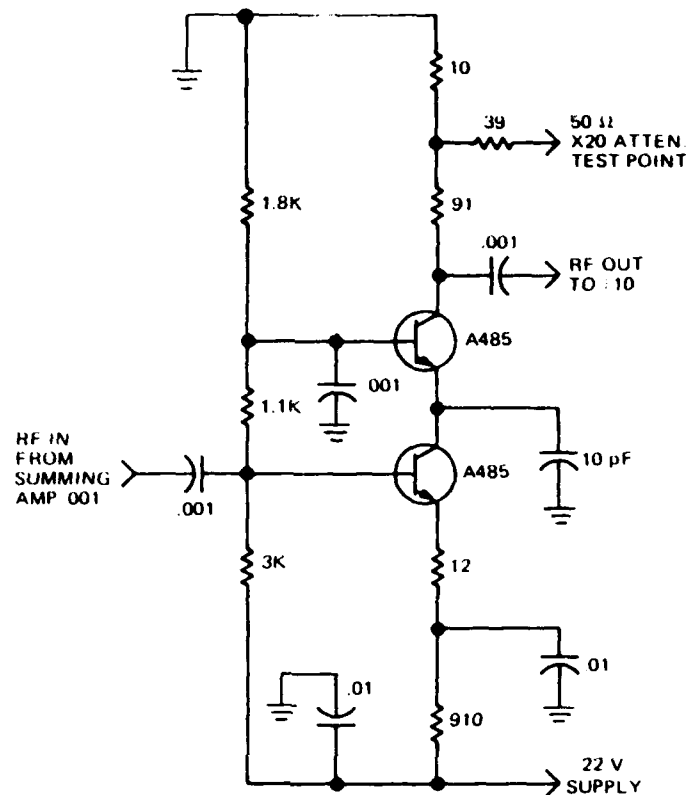 10
39
50 Ω
X20 ATTEN.
TEST POINT
1.8K
91
.001
RF OUT
TO ÷10
A485
001
1.1K
RF IN
FROM
SUMMING
AMP 001
.001
A485
10 pF
3K
12
.01
.01
910
22 V
SUPPLY